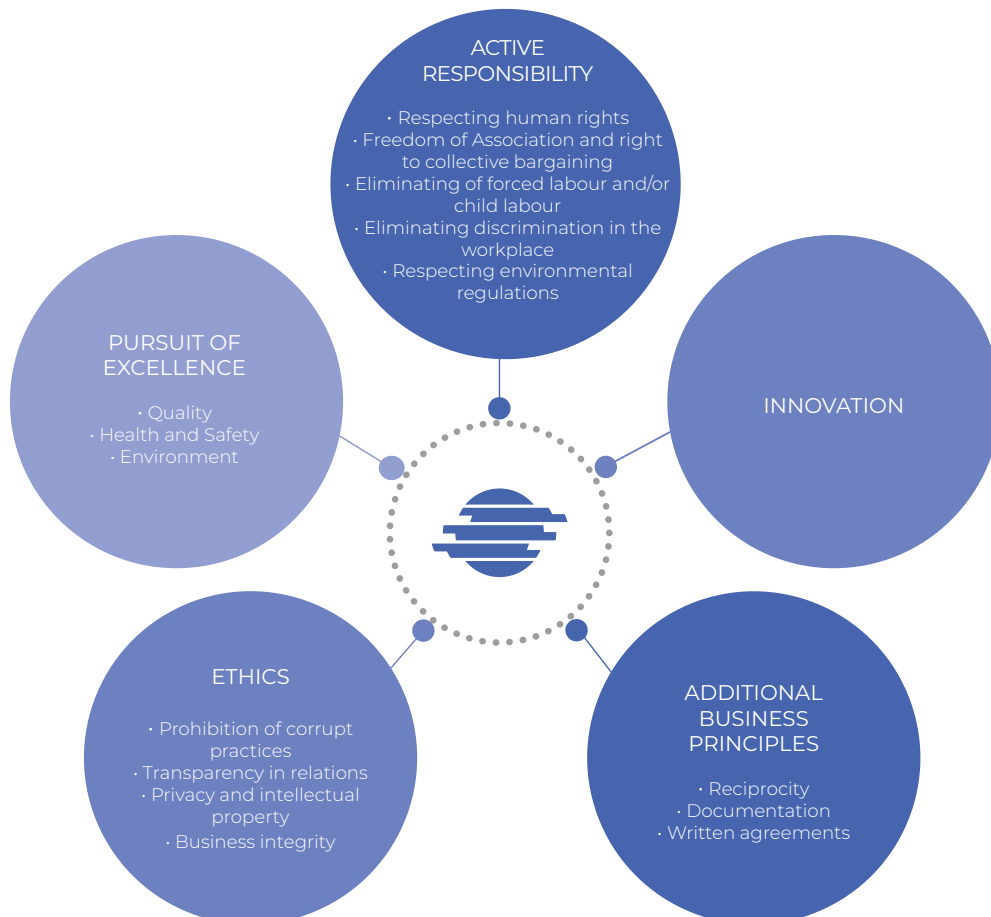 ACTIVE
RESPONSIBILITY
• Respecting human rights
• Freedom of Association and right
to collective bargaining
• Eliminating of forced labour and/or
child labour
• Eliminating discrimination in the
workplace
• Respecting environmental
regulations
PURSUIT OF
EXCELLENCE
• Quality
• Health and Safety
• Environment
INNOVATION
ETHICS
• Prohibition of corrupt
practices
• Transparency in relations
• Privacy and intellectual
property
• Business integrity
ADDITIONAL
BUSINESS
PRINCIPLES
• Reciprocity
• Documentation
• Written agreements